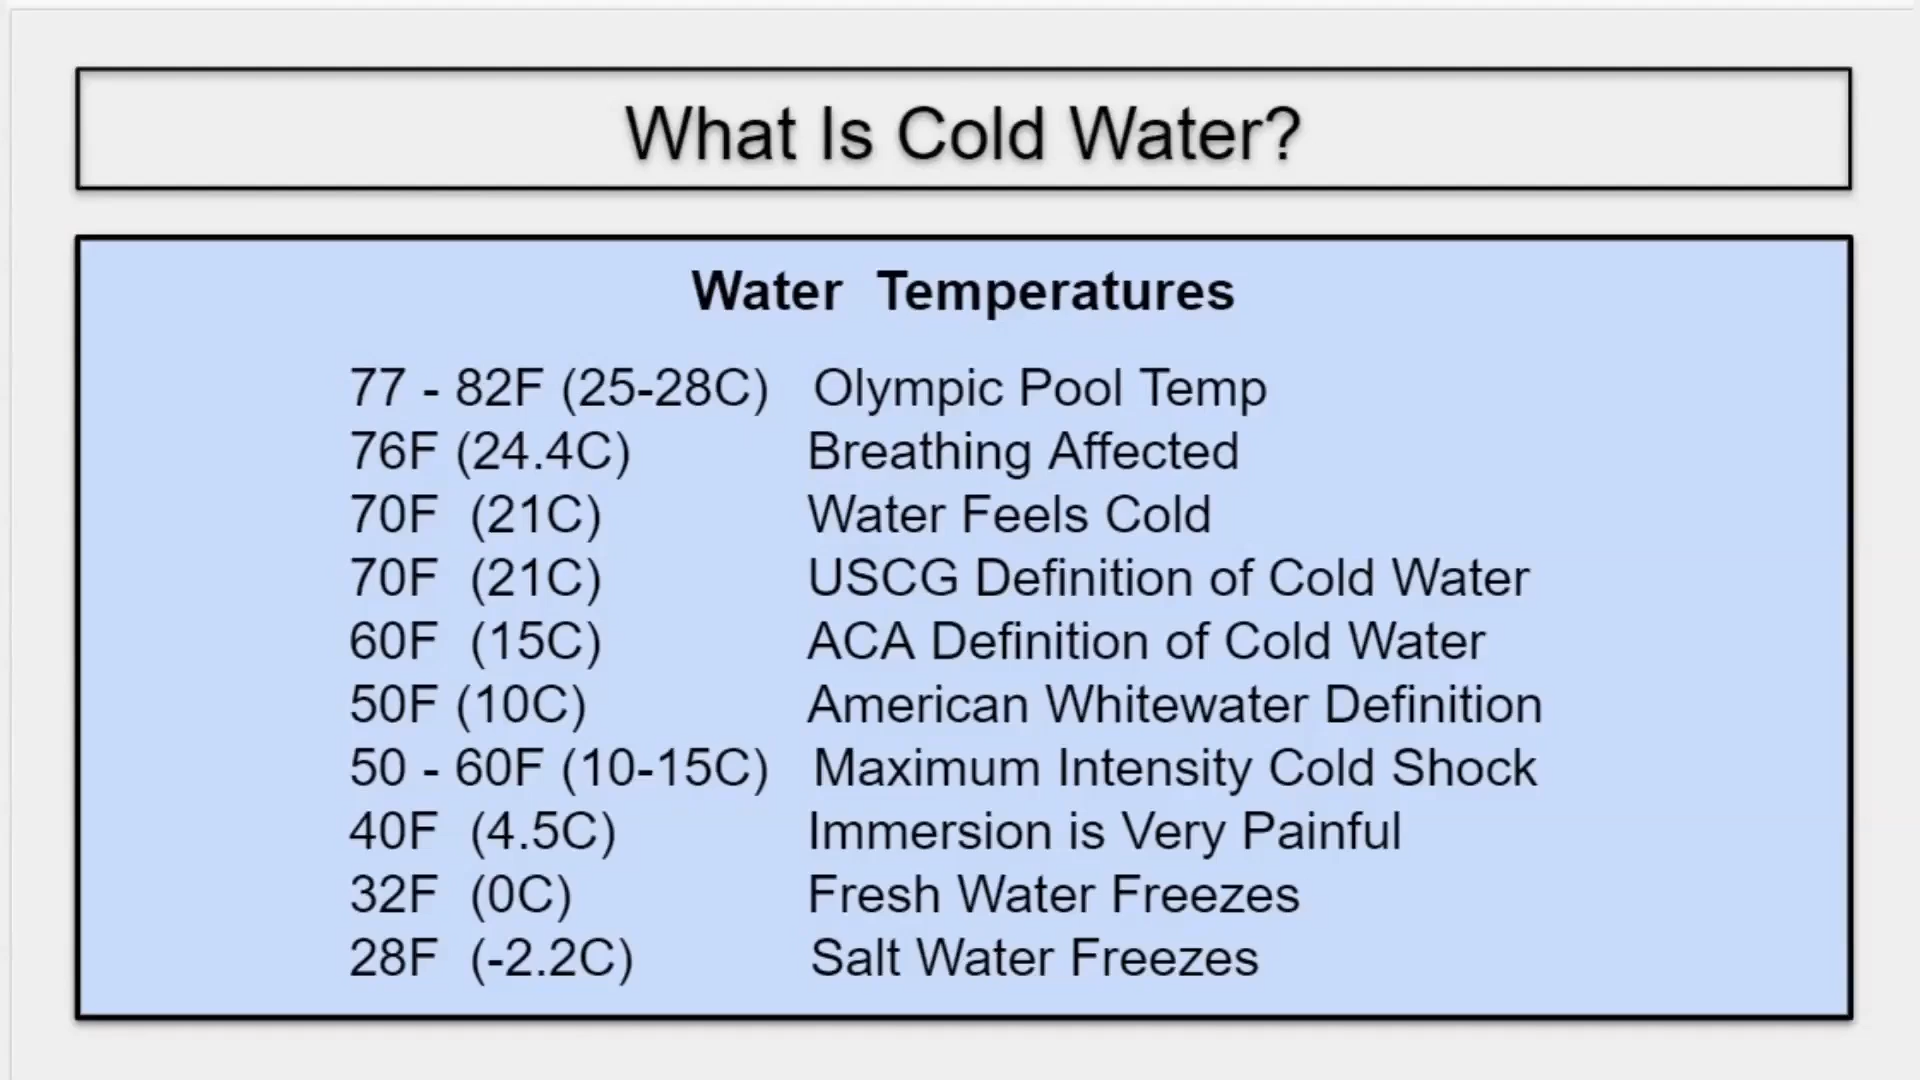 What Is Cold Water?
Water Temperatures
77 - 82F (25-28C) Olympic Pool Temp
76F (24.4C) Breathing Affected
70F (21C) Water Feels Cold
70F (21C) USCG Definition of Cold Water
60F (15C) ACA Definition of Cold Water
50F (10C) American Whitewater Definition
50 - 60F (10-15C) Maximum Intensity Cold Shock
40F (4.5C) Immersion is Very Painful
32F (0C) Fresh Water Freezes
28F (-2.2C) Salt Water Freezes